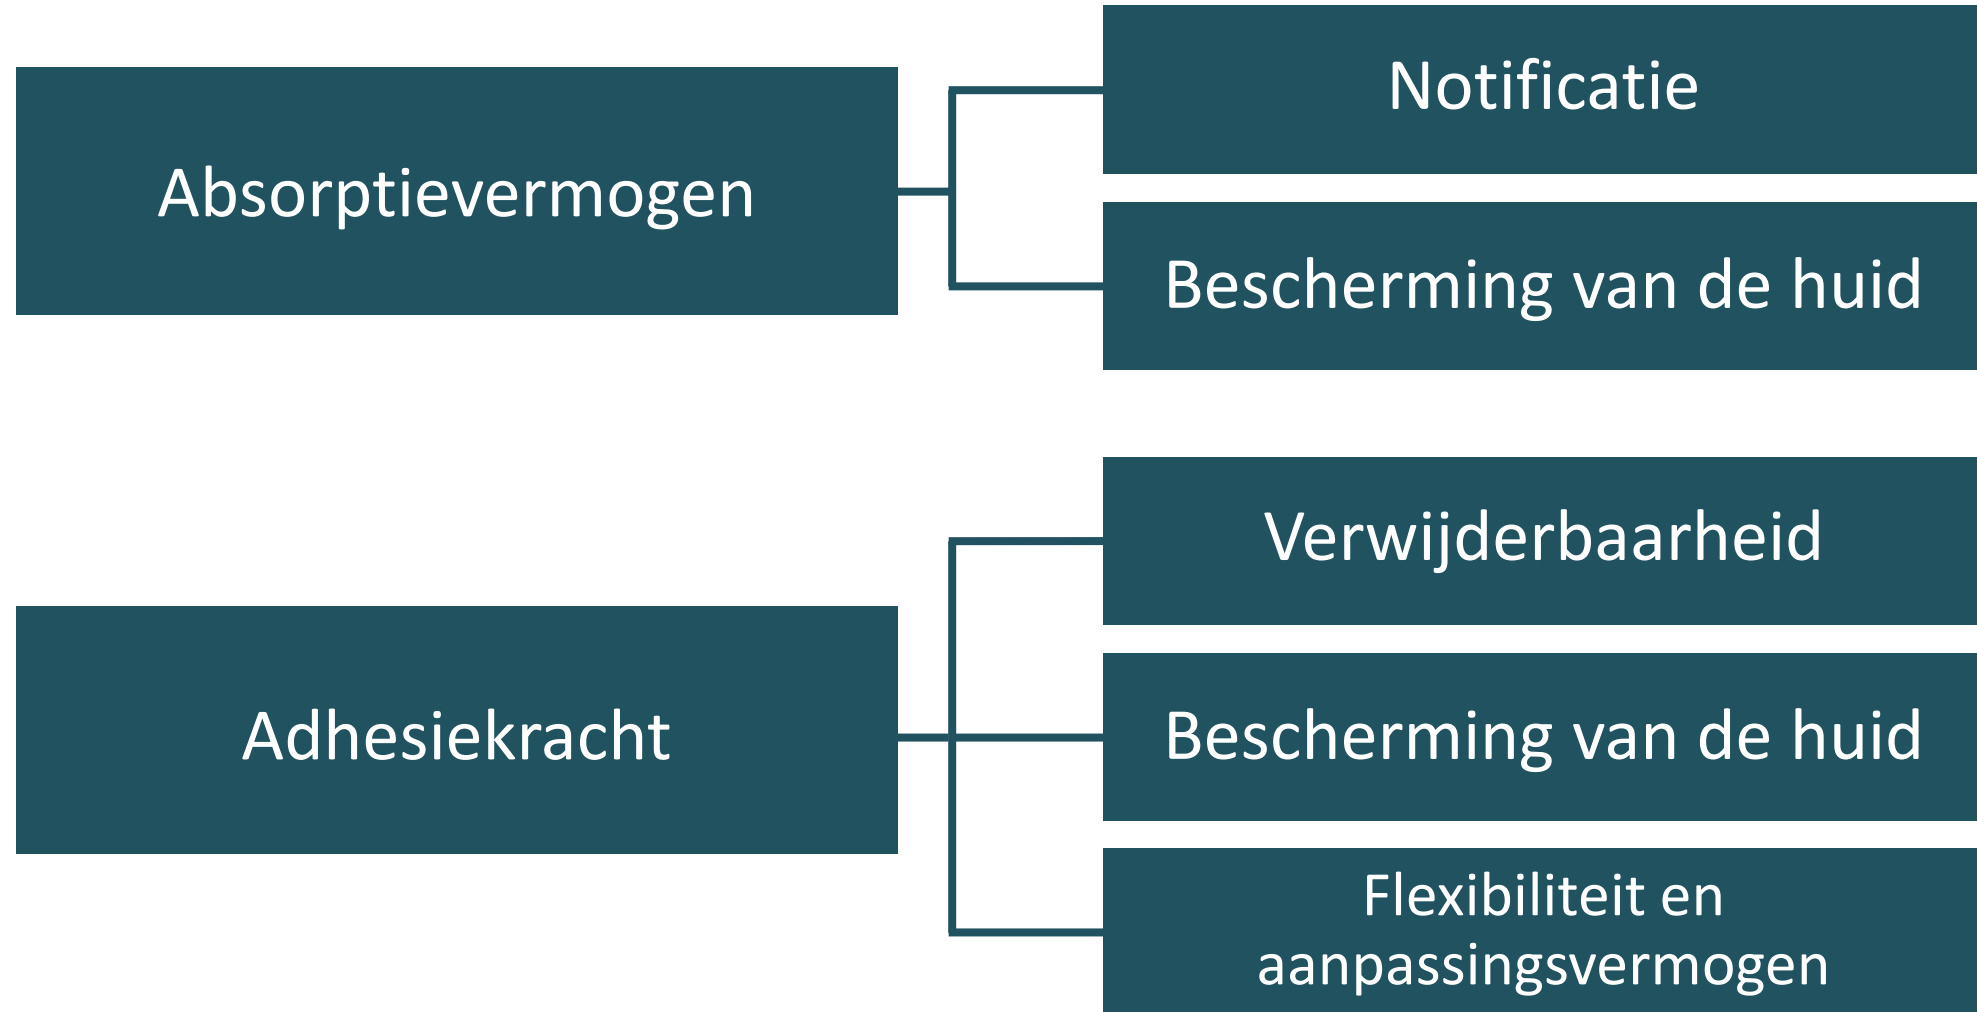 Absorptievermogen
Notificatie
Bescherming van de huid
Adhesiekracht
Verwijderbaarheid
Bescherming van de huid
Flexibiliteit en
aanpassingsvermogen